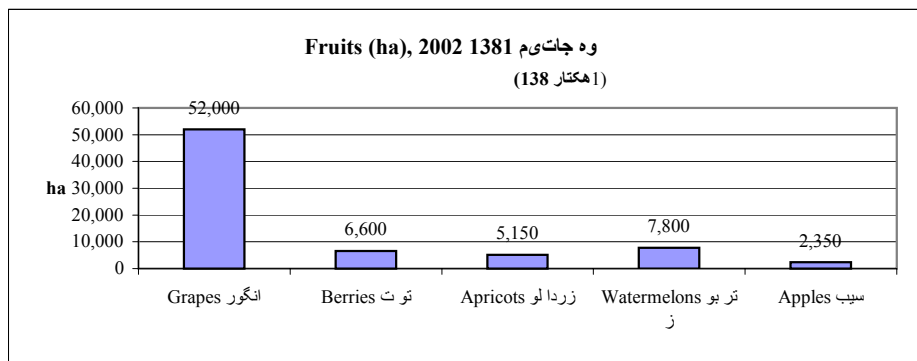 Fruits (ha), 2002 1381 وه جاتیم
(1هکتار 138)
60,000
50,000
40,000
ha 30,000
20,000
10,000
0
52,000
6,600
5,150
7,800
2,350
Grapes انگور
Berries تو ت
Apricots زردا لو
Watermelons تر بو
ز
Apples سیب